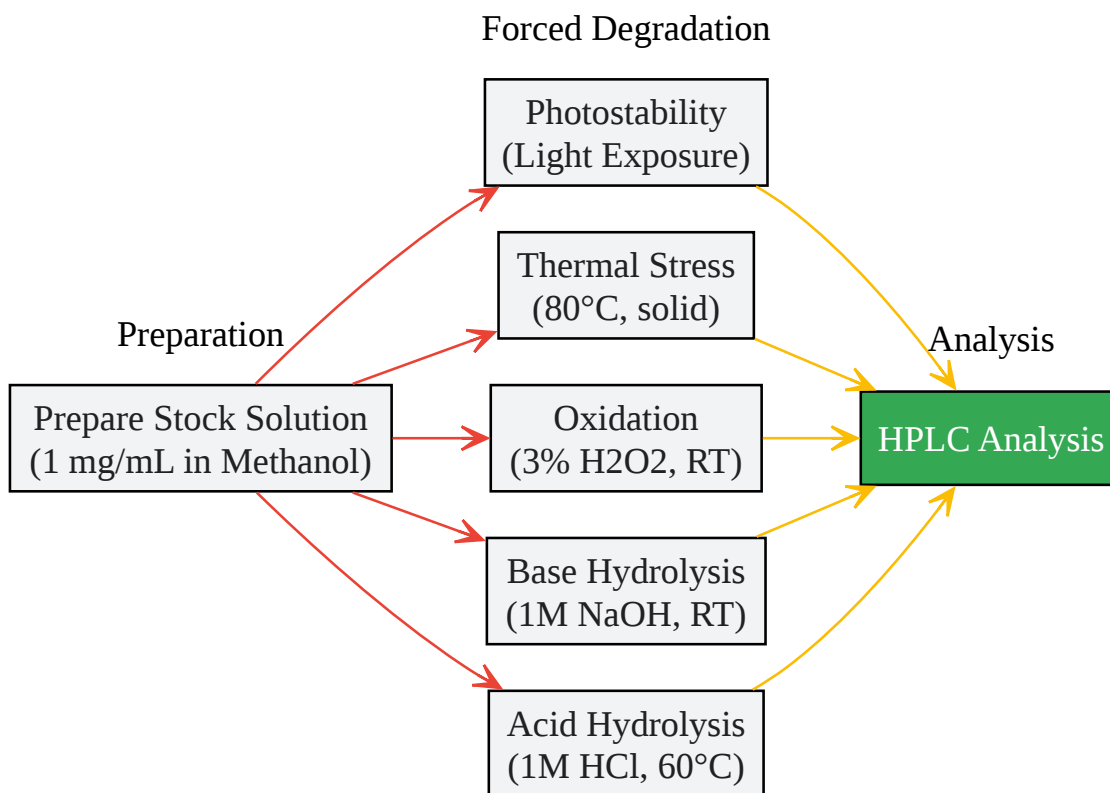 Forced Degradation
Photostability
(Light Exposure)
Thermal Stress
(80°C, solid)
Preparation
Analysis
Prepare Stock Solution
(1 mg/mL in Methanol)
Oxidation
(3% H2O2, RT)
HPLC Analysis
Base Hydrolysis
(1M NaOH, RT)
Acid Hydrolysis
(1M HCl, 60°C)